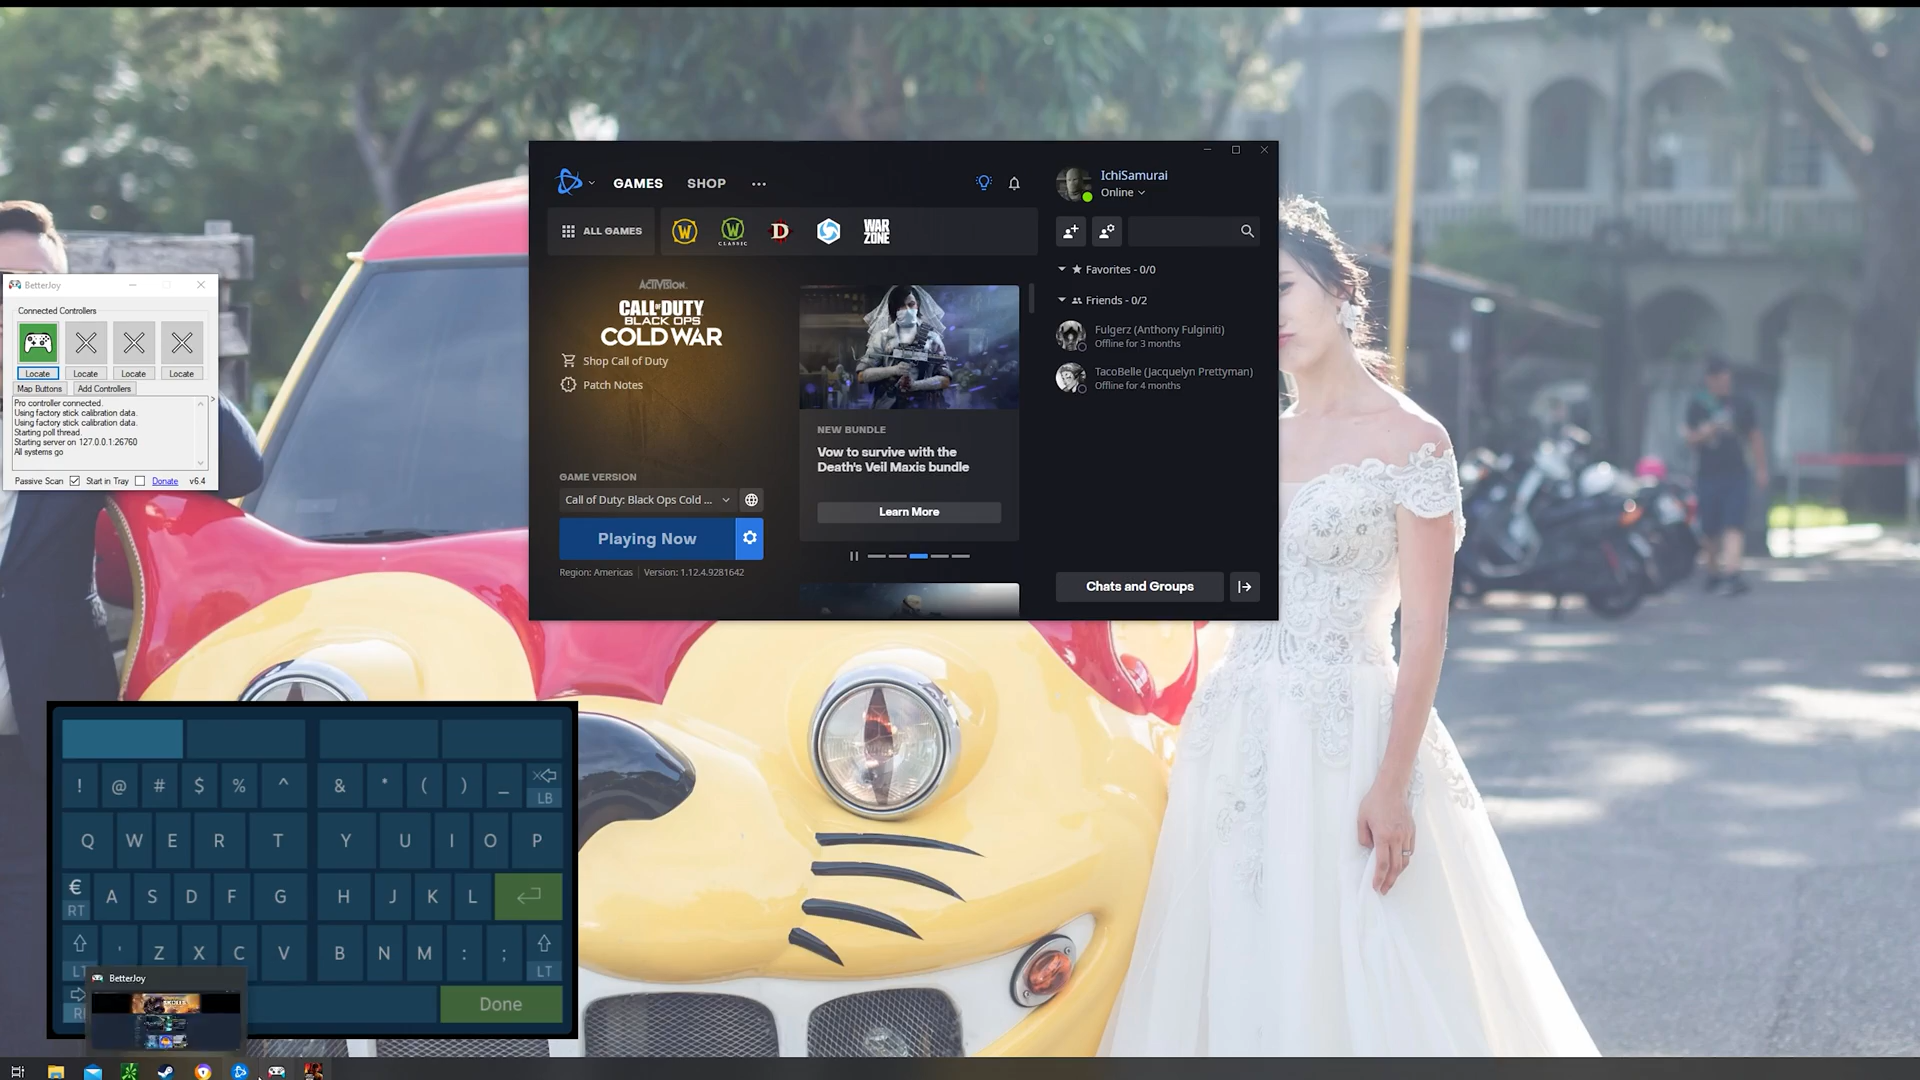 GAMES
SHOP
IchiSamurai
Online
ALL GAMES
W
W
CLASSIC
D
WAR
ZONE
Favorites - 0/0
Friends - 0/2
Fulgerz (Anthony Fulginiti)
Offline for 3 months
TacoBelle (Jacquelyn Prettyman)
Offline for 4 months
Chats and Groups
ACTIVISION
CALL OF DUTY
BLACK OPS
COLD WAR
Shop Call of Duty
Patch Notes
GAME VERSION
Call of Duty: Black Ops Cold ...
Playing Now
Region: Americas
Version: 1.12.4.9281642
NEW BUNDLE
Vow to survive with the
Death's Veil Maxis bundle
Learn More
BetterJoy
Connected Controllers
Locate
Locate
Locate
Locate
Map Buttons
Add Controllers
>
Pro controller connected.
Using factory stick calibration data.
Using factory stick calibration data.
Starting poll thread.
Starting server on 127.0.0.1:26760
All systems go
Passive Scan
Start in Tray
Donate
v6.4
! @ # $ % ^ & * ( ) _
LB
Q W E R T Y U I O P
€
RT
A S D F G H J K L
' Z X C V B N M : ;
LT
LT
Done
BetterJoy